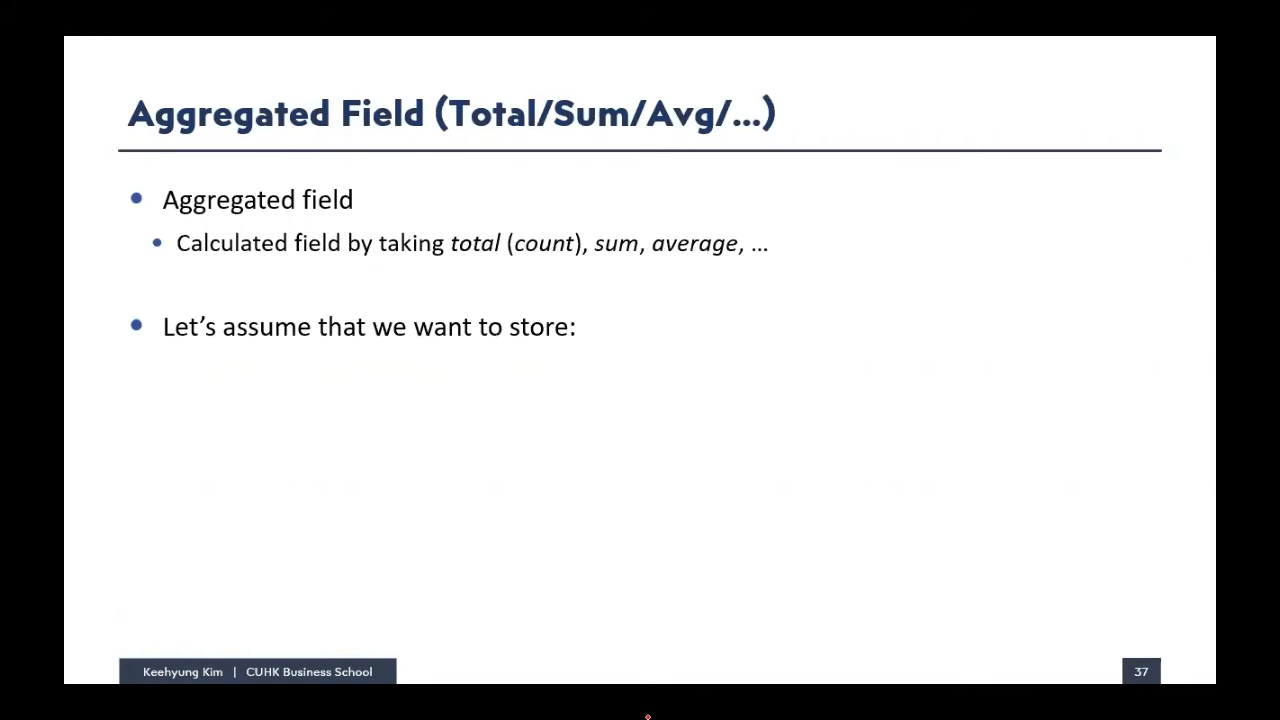 Aggregated Field (Total/Sum/Avg/...)
• Aggregated field
• Calculated field by taking total (count), sum, average, ...
• Let’s assume that we want to store:
Keehyung Kim | CUHK Business School
37